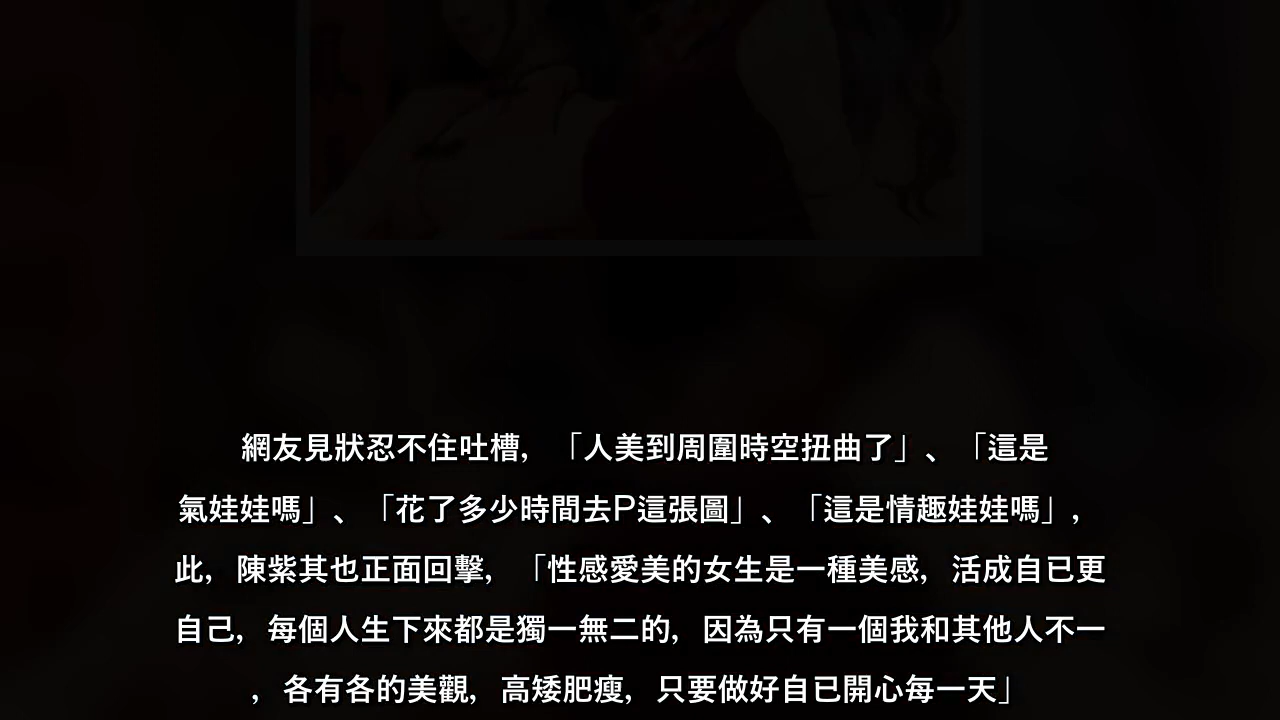 網友見狀忍不住吐槽,「人美到周圍時空扭曲了」、「這是
氣娃娃嗎」、「花了多少時間去P這張圖」、「這是情趣娃娃嗎」,
此, 陳紫其也正面回擊, 「性感愛美的女生是一種美感, 活成自已更
自己, 每個人生下來都是獨一無二的, 因為只有一個我和其他人不一
, 各有各的美觀, 高矮肥瘦, 只要做好自已開心每一天」